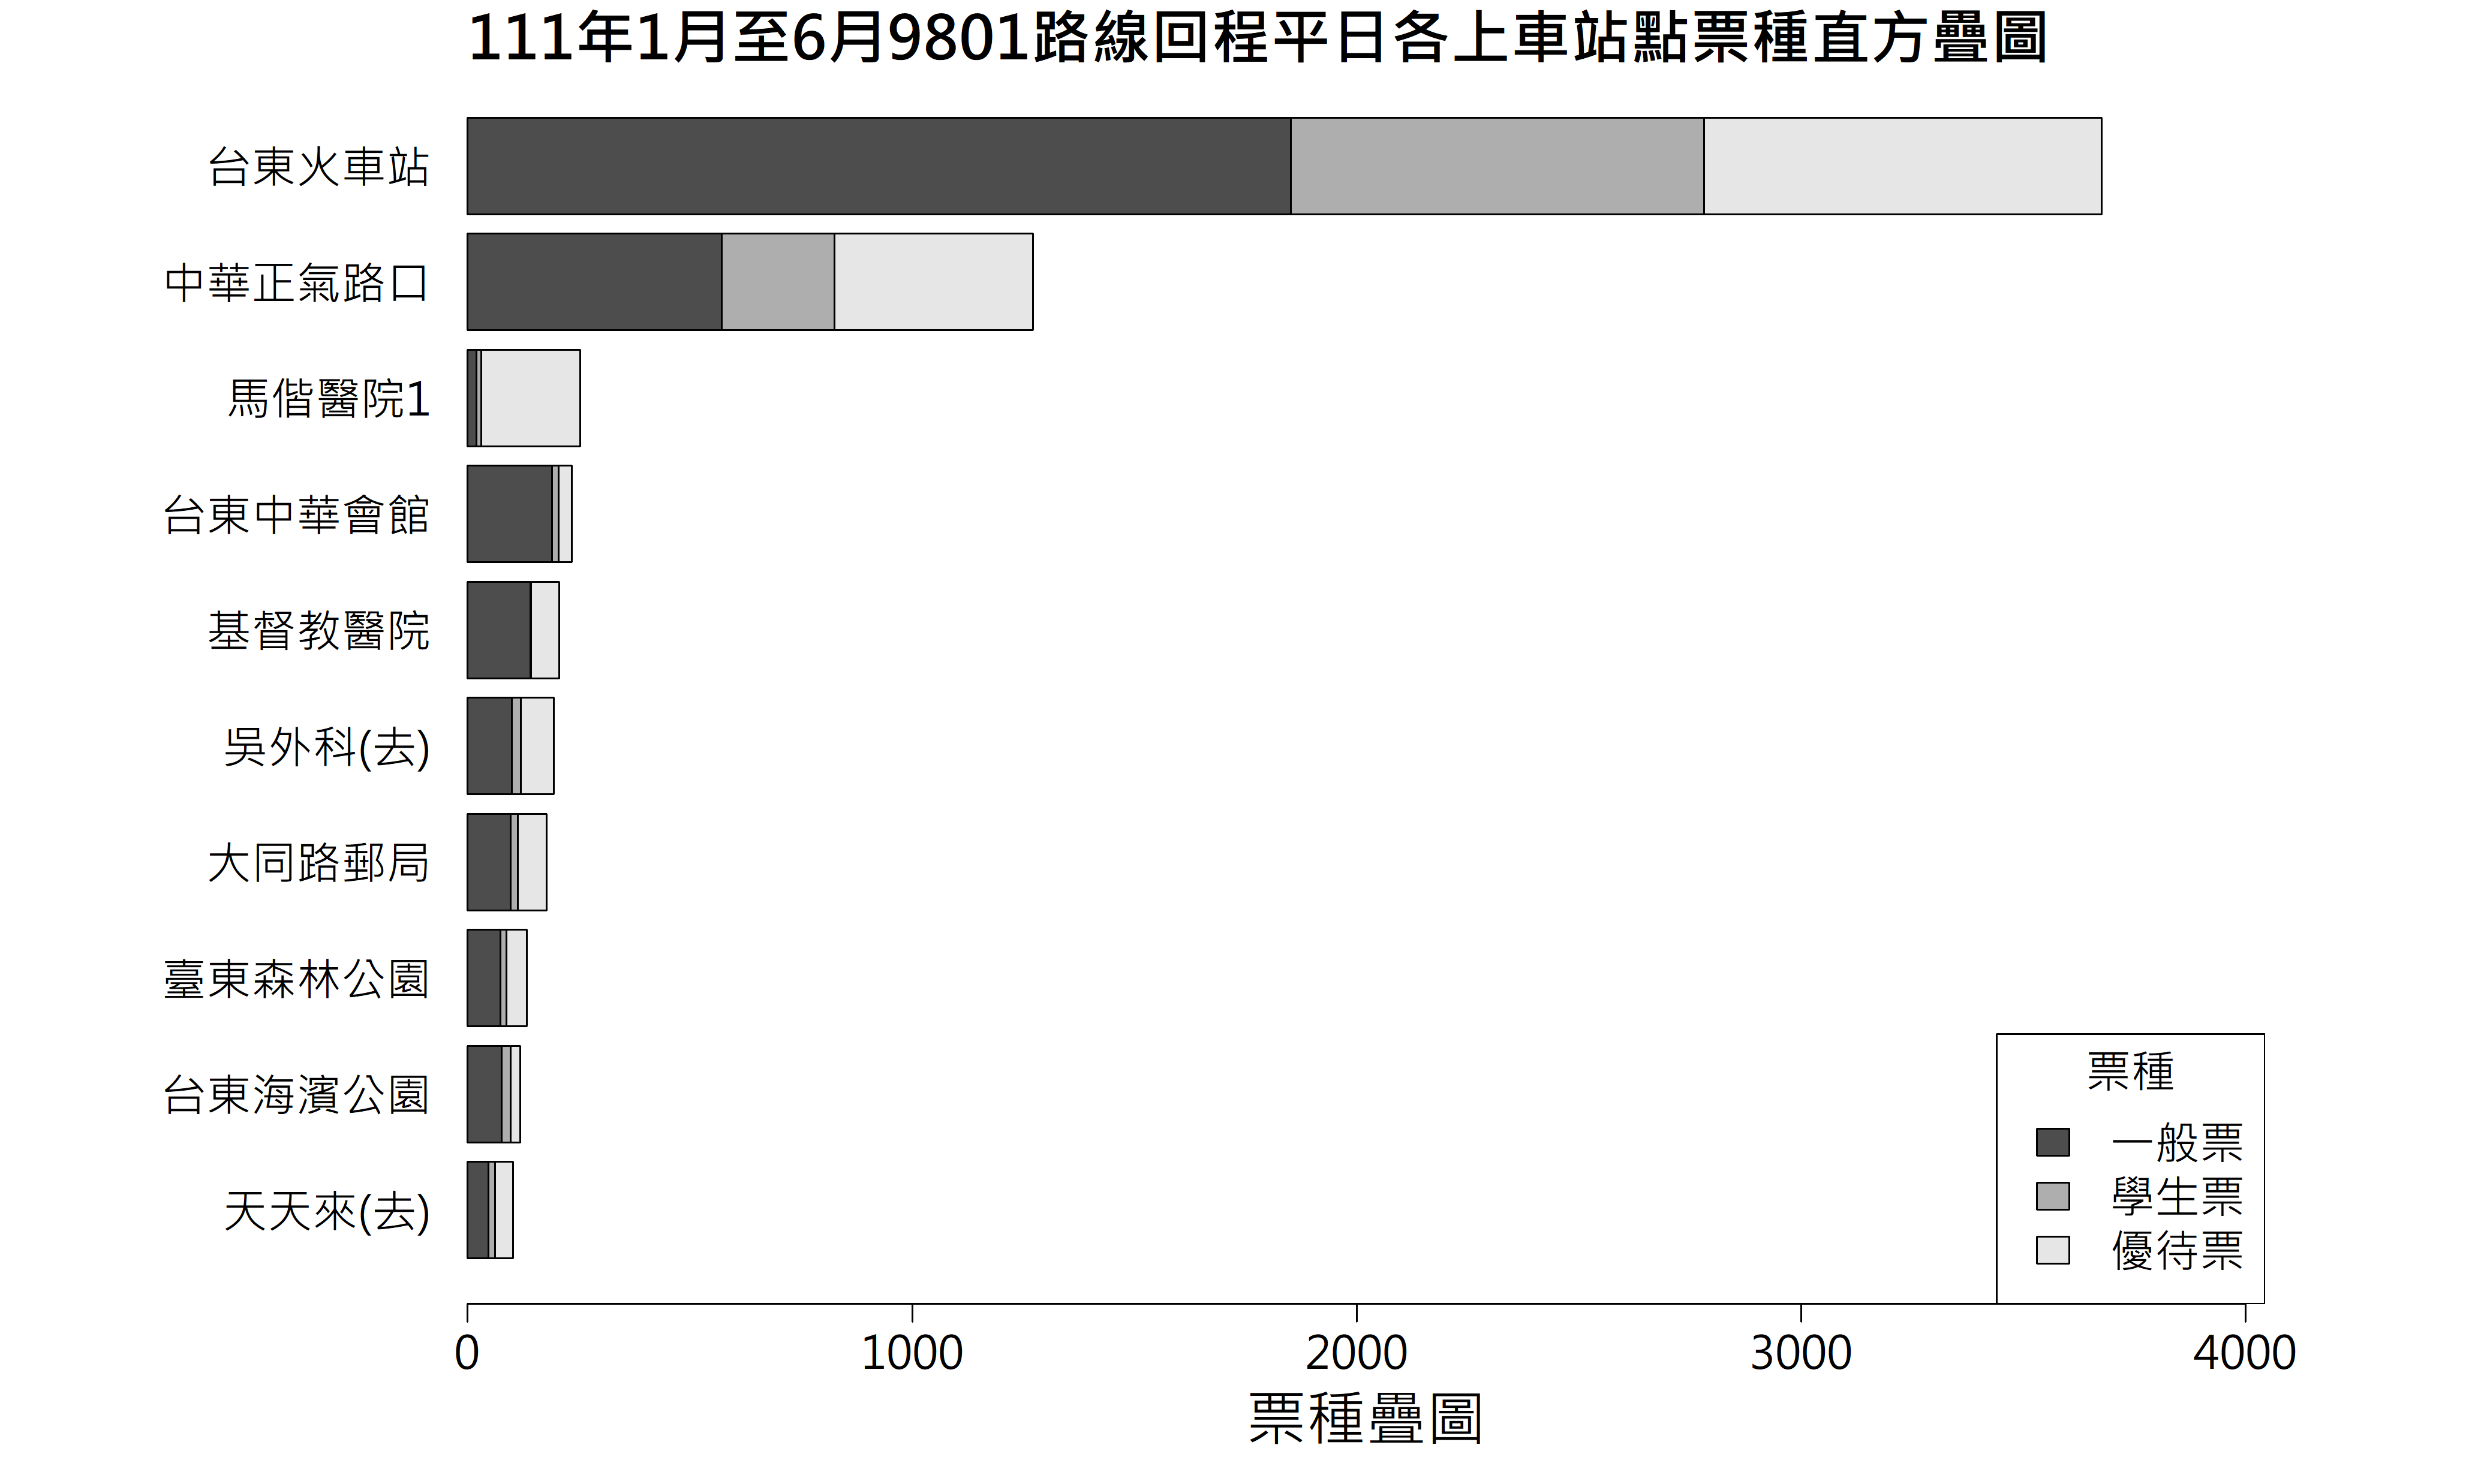 111年1月至6月9801路線回程平日各上車站點票種直方疊圖
台東火車站
中華正氣路口
馬偕醫院1
台東中華會館
基督教醫院
吳外科(去)
大同路郵局
臺東森林公園
台東海濱公園
天天來(去)
票種
一般票
學生票
優待票
0 1000 2000 3000 4000
票種疊圖